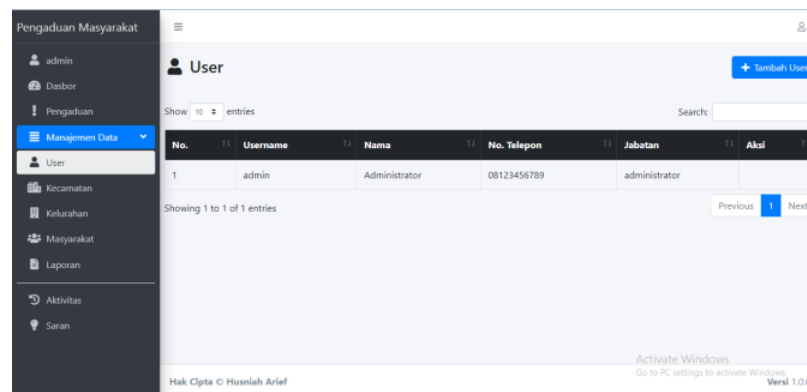 Pengaduan Masyarakat
admin
Dasbor
Pengaduan
Manajemen Data
User
Kecamatan
Kelurahan
Masyarakat
Laporan
Aktivitas
Saran
User
Tambah User
Show 10 entries
Search:
No. Username Nama No. Telepon Jabatan Aksi
1 admin Administrator 08123456789 administrator
Showing 1 to 1 of 1 entries
Previous 1 Next
Activate Windows
Go to PC settings to activate Windows.
Hak Cipta © Husniah Arief
Versi 1.0.